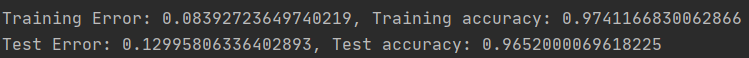 Training Error: 0.08392723649740219, Training accuracy: 0.9741166830062866
Test Error: 0.12995806336402893, Test accuracy: 0.9652000069618225